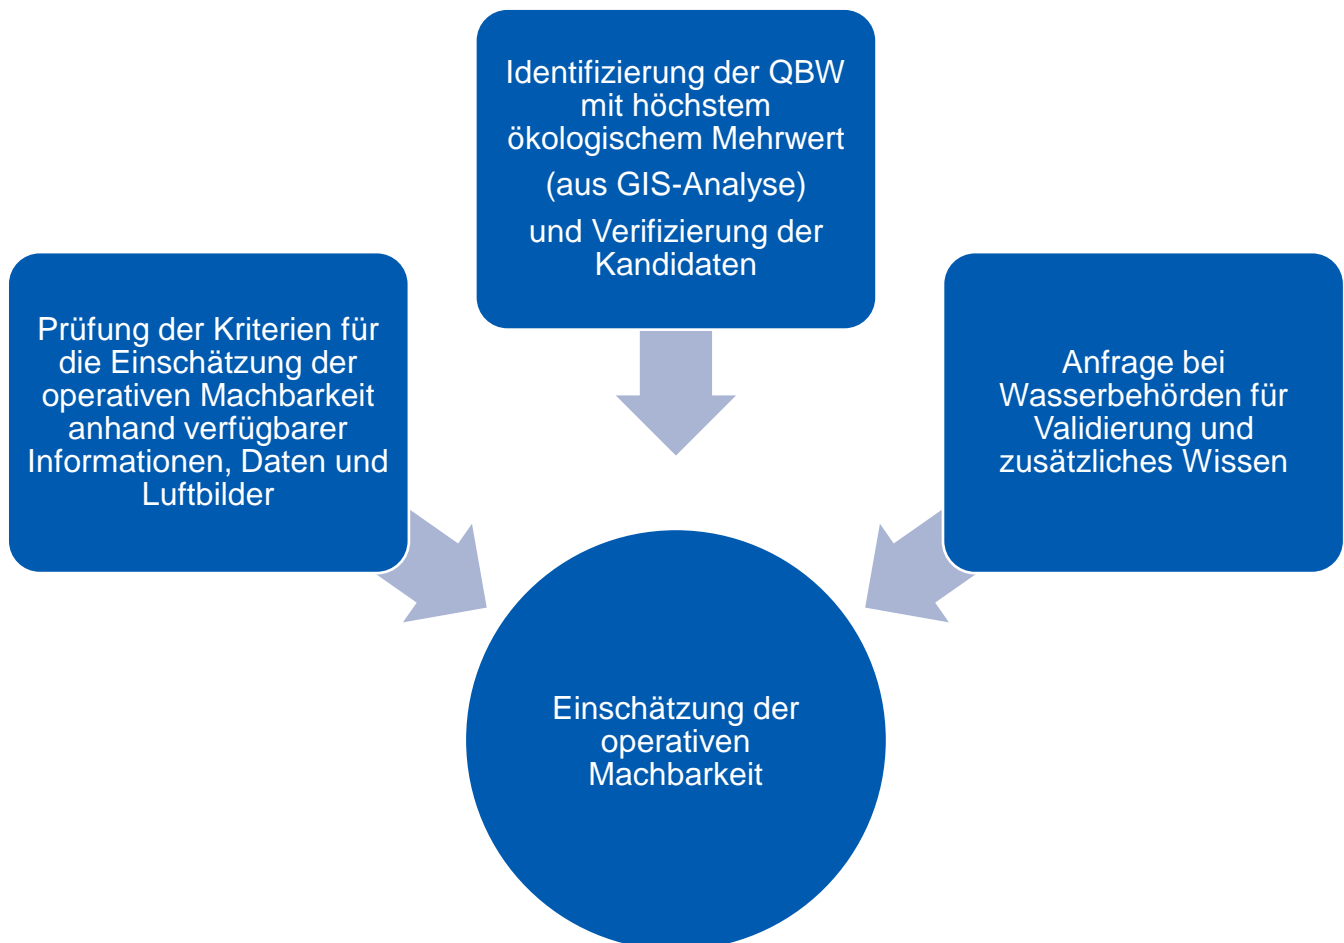 Identifizierung der QBW
mit höchstem
ökologischem Mehrwert
(aus GIS-Analyse)
und Verifizierung der
Kandidaten
Prüfung der Kriterien für
die Einschätzung der
operativen Machbarkeit
anhand verfügbarer
Informationen, Daten und
Luftbilder
Anfrage bei
Wasserbehörden für
Validierung und
zusätzliches Wissen
Einschätzung der
operativen
Machbarkeit